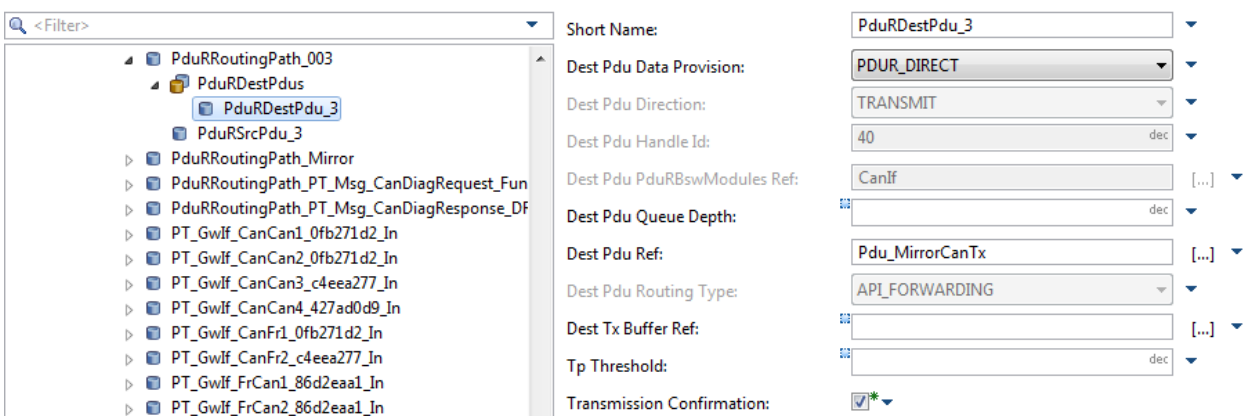 <Filter>
PduRRoutingPath_003
PduRDestPdus
PduRDestPdu_3
PduRSrcPdu_3
PduRRoutingPath_Mirror
PduRRoutingPath_PT_Msg_CanDiagRequest_Fun
PduRRoutingPath_PT_Msg_CanDiagResponse_DF
PT_GwIf_CanCan1_0fb271d2_In
PT_GwIf_CanCan2_0fb271d2_In
PT_GwIf_CanCan3_c4eea277_In
PT_GwIf_CanCan4_427ad0d9_In
PT_GwIf_CanFr1_0fb271d2_In
PT_GwIf_CanFr2_c4eea277_In
PT_GwIf_FrCan1_86d2eaa1_In
PT_GwIf_FrCan2_86d2eaa1_In
Short Name: PduRDestPdu_3
Dest Pdu Data Provision: PDUR_DIRECT
Dest Pdu Direction: TRANSMIT
Dest Pdu Handle Id: 40 dec
Dest Pdu PduRBswModules Ref: CanIf [...]
Dest Pdu Queue Depth: dec
Dest Pdu Ref: Pdu_MirrorCanTx [...]
Dest Pdu Routing Type: API_FORWARDING
Dest Tx Buffer Ref: [...]
Tp Threshold: dec
Transmission Confirmation: *